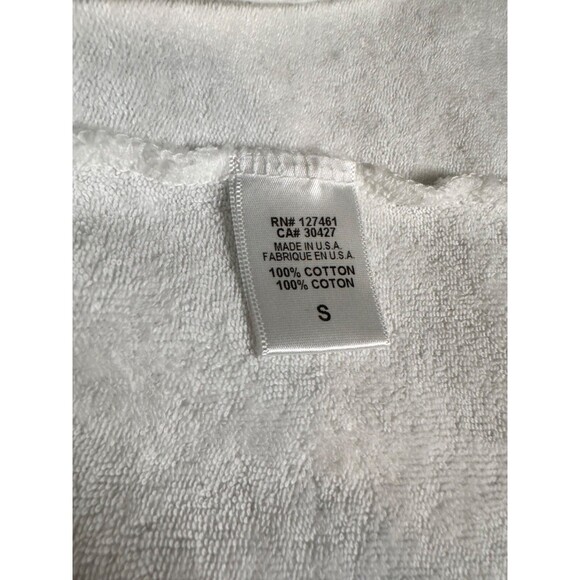 RN# 127461
CA# 30427
MADE IN U.S.A.
FABRIQUE EN U.S.A.
100% COTTON
100% COTON
S